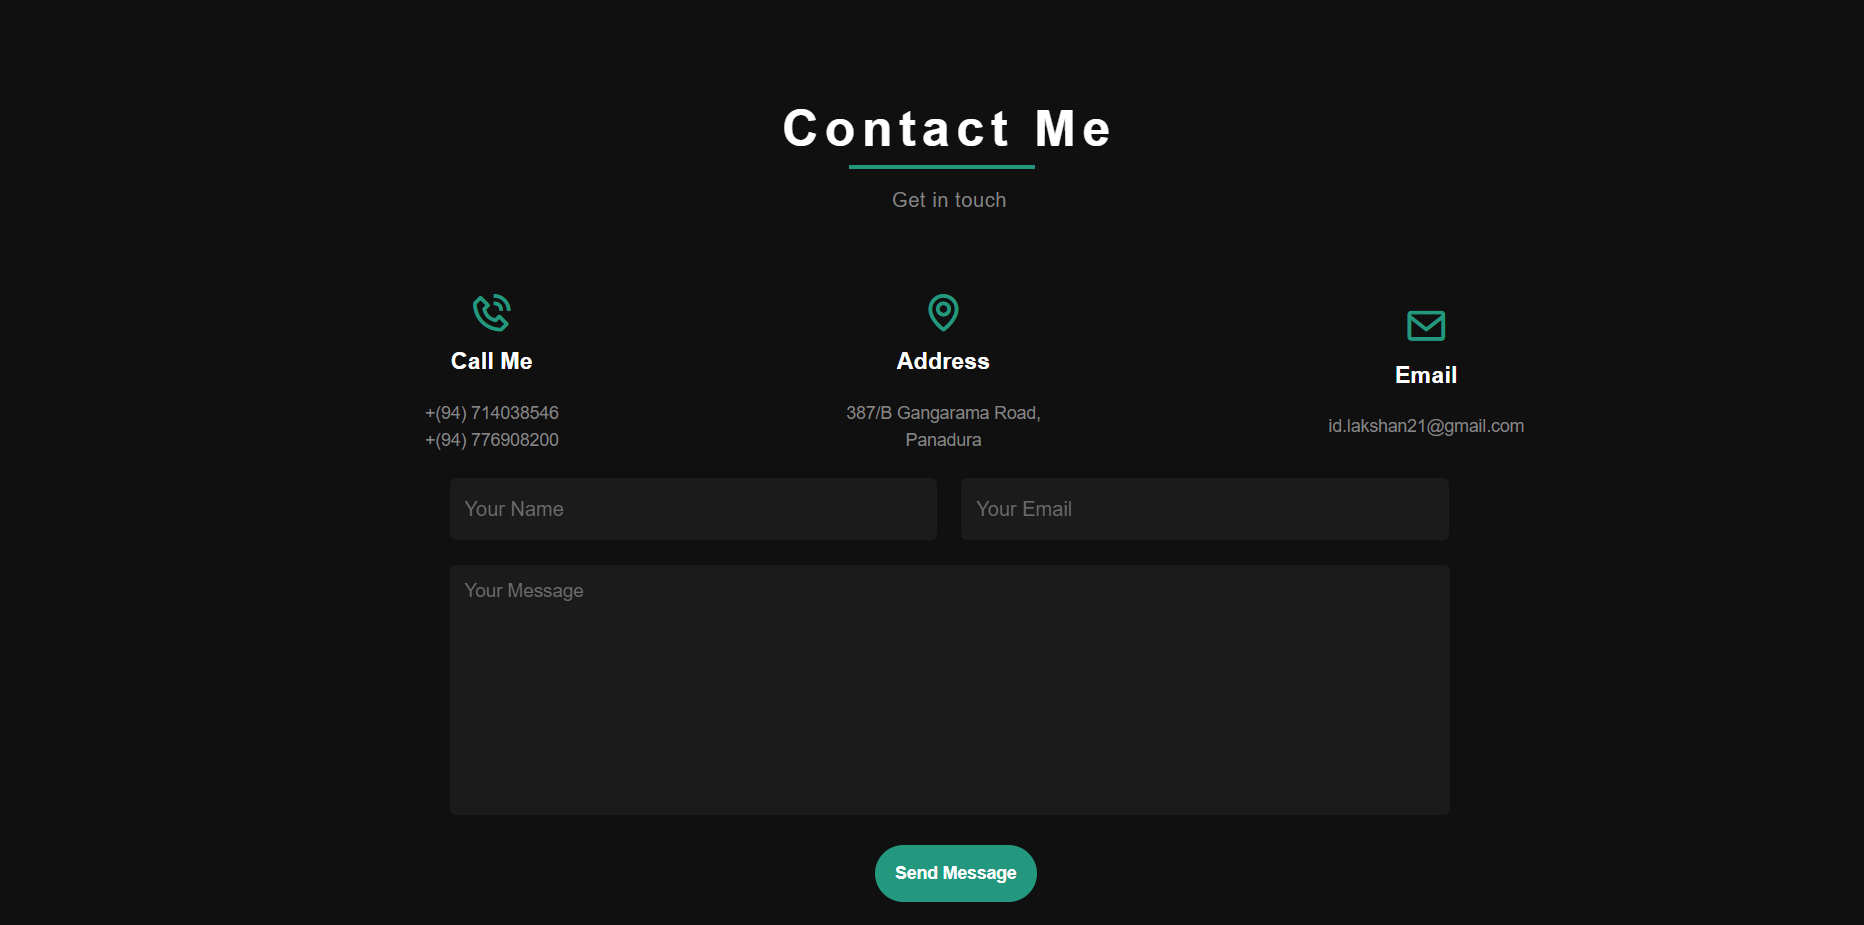 Contact Me
Get in touch
Call Me
+(94) 714038546
+(94) 776908200
Address
387/B Gangarama Road,
Panadura
Email
id.lakshan21@gmail.com
Your Name
Your Email
Your Message
Send Message